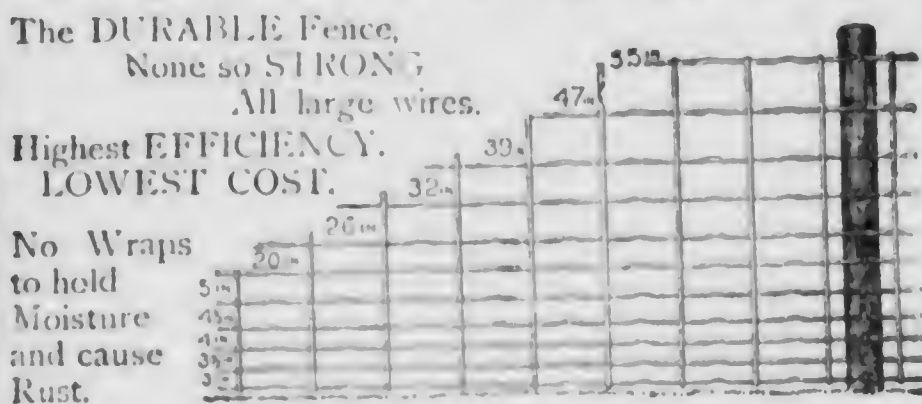 The DURABLE Fence,
None so STRONG
All large wires.
Highest EFFICIENCY.
LOWEST COST.
No Wraps
to hold
Moisture
and cause
Rust.
55 in
47 in
39 in
32 in
26 in
20 in
5 in
4½ in
4 in
3½ in
3 in